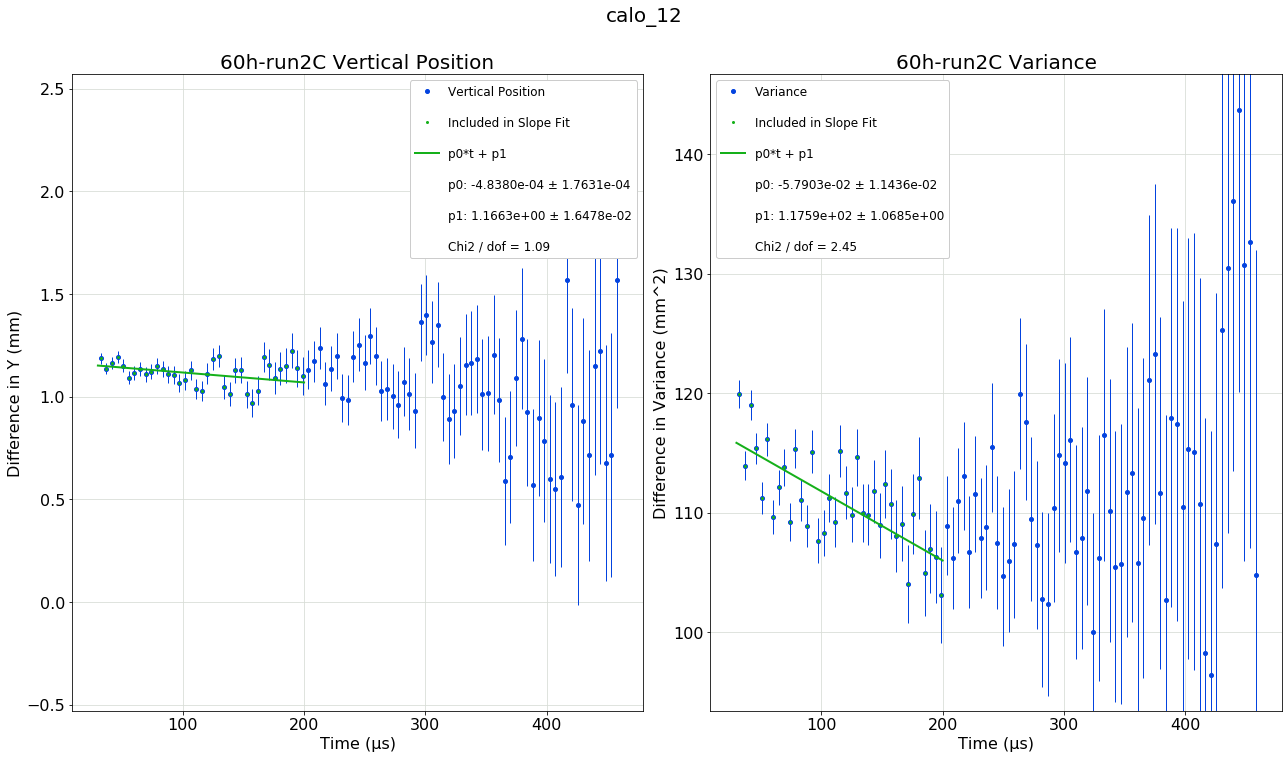 calo_12
60h-run2C Vertical Position
Difference in Y (mm)
2.5
2.0
1.5
1.0
0.5
0.0
−0.5
Vertical Position
Included in Slope Fit
p0*t + p1
p0: -4.8380e-04 ± 1.7631e-04
p1: 1.1663e+00 ± 1.6478e-02
Chi2 / dof = 1.09
100 200 300 400
Time (μs)
60h-run2C Variance
Difference in Variance (mm^2)
140
130
120
110
100
Variance
Included in Slope Fit
p0*t + p1
p0: -5.7903e-02 ± 1.1436e-02
p1: 1.1759e+02 ± 1.0685e+00
Chi2 / dof = 2.45
100 200 300 400
Time (μs)